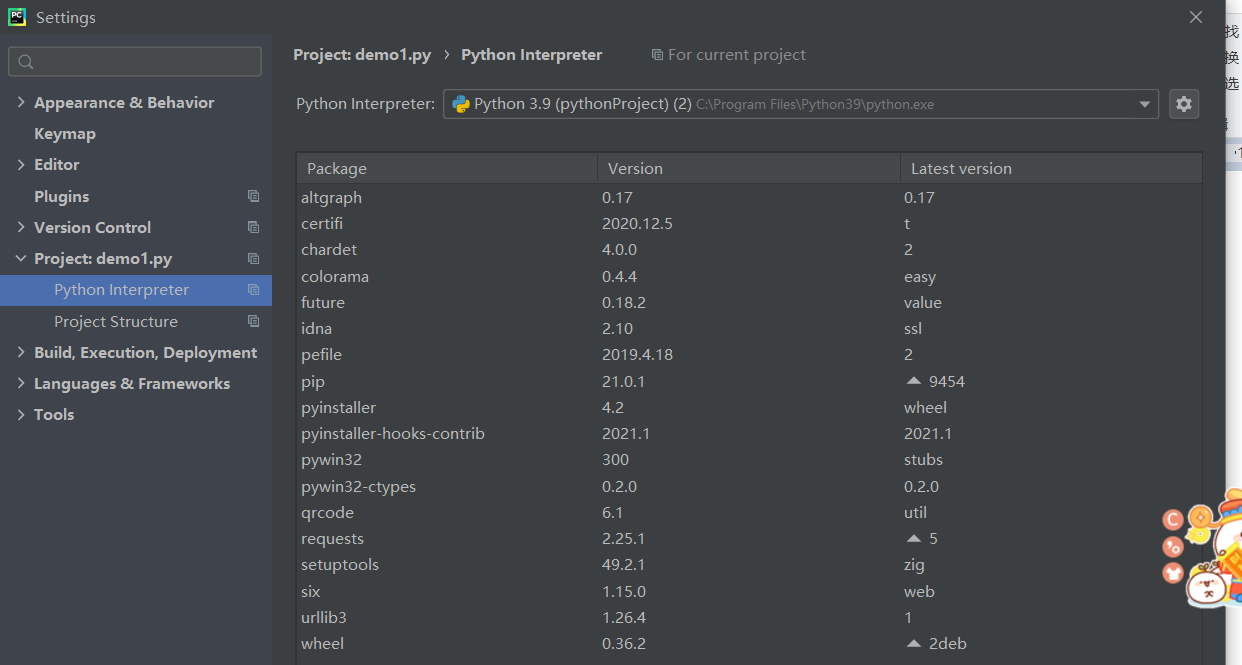 PC
Settings
Appearance & Behavior
Keymap
Editor
Plugins
Version Control
Project: demo1.py
Python Interpreter
Project Structure
Build, Execution, Deployment
Languages & Frameworks
Tools
Project: demo1.py › Python Interpreter For current project
Python Interpreter: Python 3.9 (pythonProject) (2) C:\Program Files\Python39\python.exe
Package Version Latest version
altgraph 0.17 0.17
certifi 2020.12.5 t
chardet 4.0.0 2
colorama 0.4.4 easy
future 0.18.2 value
idna 2.10 ssl
pefile 2019.4.18 2
pip 21.0.1 ▲ 9454
pyinstaller 4.2 wheel
pyinstaller-hooks-contrib 2021.1 2021.1
pywin32 300 stubs
pywin32-ctypes 0.2.0 0.2.0
qrcode 6.1 util
requests 2.25.1 ▲ 5
setuptools 49.2.1 zig
six 1.15.0 web
urllib3 1.26.4 1
wheel 0.36.2 ▲ 2deb
找
换
选
C